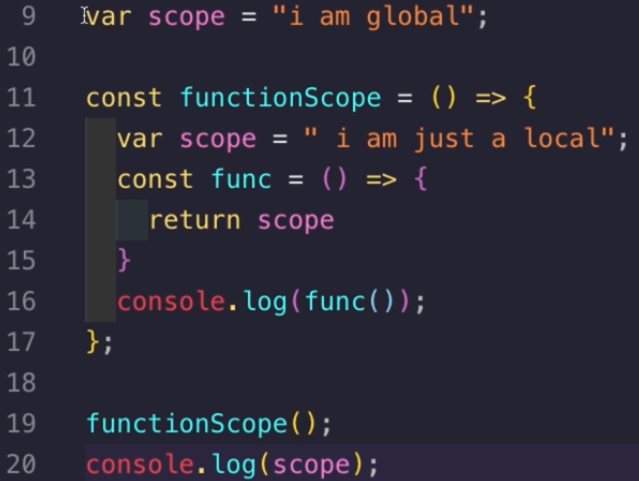 9 var scope = "i am global";
10
11 const functionScope = () => {
12 var scope = " i am just a local";
13 const func = () => {
14 return scope
15 }
16 console.log(func());
17 };
18
19 functionScope();
20 console.log(scope);